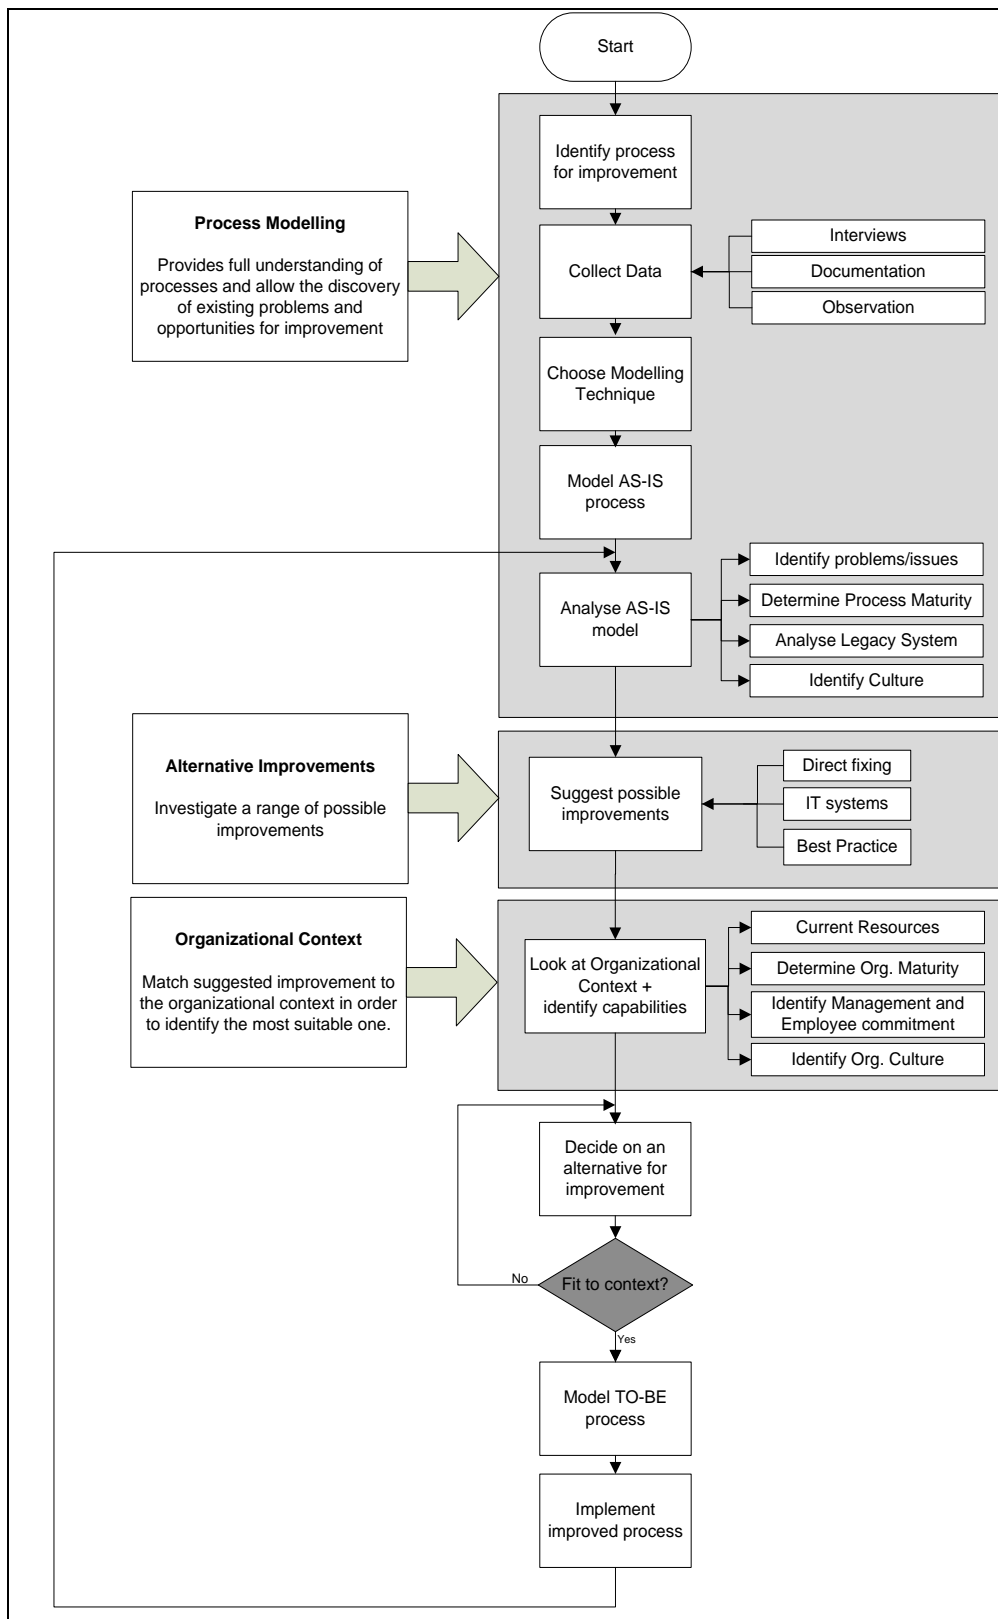 Start
Identify process
for improvement
Process Modelling
Provides full understanding of
processes and allow the discovery
of existing problems and
opportunities for improvement
Collect Data
Interviews
Documentation
Observation
Choose Modelling
Technique
Model AS-IS
process
Analyse AS-IS
model
Identify problems/issues
Determine Process Maturity
Analyse Legacy System
Identify Culture
Alternative Improvements
Investigate a range of possible
improvements
Suggest possible
improvements
Direct fixing
IT systems
Best Practice
Organizational Context
Match suggested improvement to
the organizational context in order
to identify the most suitable one.
Look at Organizational
Context +
identify capabilities
Current Resources
Determine Org. Maturity
Identify Management and
Employee commitment
Identify Org. Culture
Decide on an
alternative for
improvement
Fit to context?
No
Yes
Model TO-BE
process
Implement
improved process